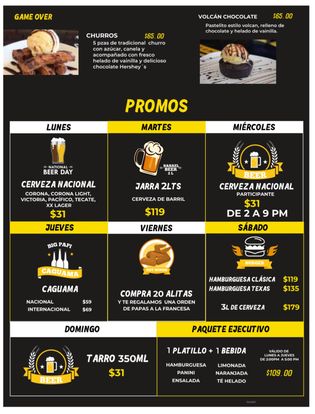 GAME OVER
CHURROS $65.00
5 pzas de tradicional churro
con azúcar, canela y
acompañado con fresco
helado de vainilla y delicioso
chocolate Hershey´s
VOLCÁN CHOCOLATE $65.00
Pastelito estilo volcan, relleno de
chocolate y helado de vainilla.
PROMOS
LUNES
NATIONAL
BEER DAY
CERVEZA NACIONAL
CORONA, CORONA LIGHT,
VICTORIA, PACÍFICO, TECATE,
XX LAGER
$31
MARTES
BARREL
BEER
2 L
JARRA 2LTS
CERVEZA DE BARRIL
$119
MIÉRCOLES
BEER
CERVEZA NACIONAL
PARTICIPANTE
$31
DE 2 A 9 PM
JUEVES
BIG PAPI
CAGUAMA
CAGUAMA
NACIONAL $59
INTERNACIONAL $69
VIERNES
HOT WINGS
COMPRA 20 ALITAS
Y TE REGALAMOS UNA ORDEN
DE PAPAS A LA FRANCESA
SÁBADO
BURGER
HAMBURGUESA CLÁSICA $119
HAMBURGUESA TEXAS $135
3L DE CERVEZA $179
DOMINGO
BEER
TARRO 350ML
$31
PAQUETE EJECUTIVO
1 PLATILLO + 1 BEBIDA
HAMBURGUESA
PANINI
ENSALADA
LIMONADA
NARANJADA
TÉ HELADO
VALIDO DE
LUNES A JUEVES
DE 2:00PM A 5:00 PM
$109.00